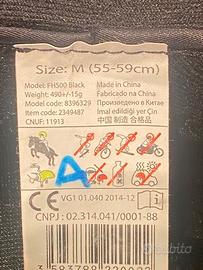 Size: M (55-59cm)
Model: FH500 Black
Weight: 490+/-15g
Model code: 8396329
Item code: 2349487
CNUF: 11913
Made in China
Fabricado na China
Произведено в Китае
Imal edildiği yer Çin
中国 制造 合格品
A
CE
VG1 01.040 2014-12
CNPJ : 02.314.041/0001-88